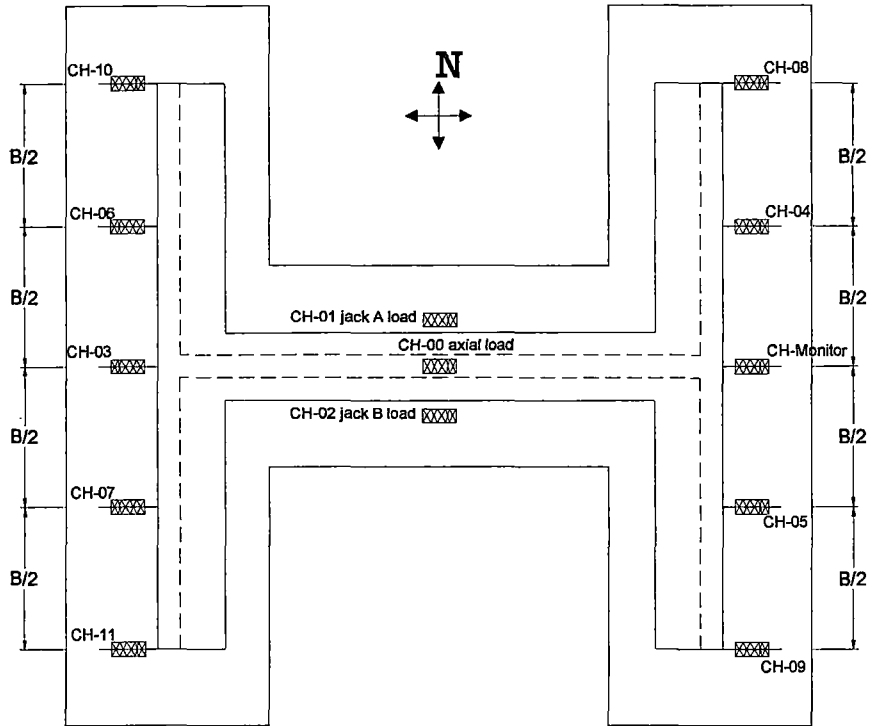 N
CH-10
CH-08
B/2
B/2
CH-06
CH-04
B/2
B/2
CH-01 jack A load
CH-00 axial load
CH-03
CH-Monitor
CH-02 jack B load
B/2
B/2
CH-07
CH-05
B/2
B/2
CH-11
CH-09